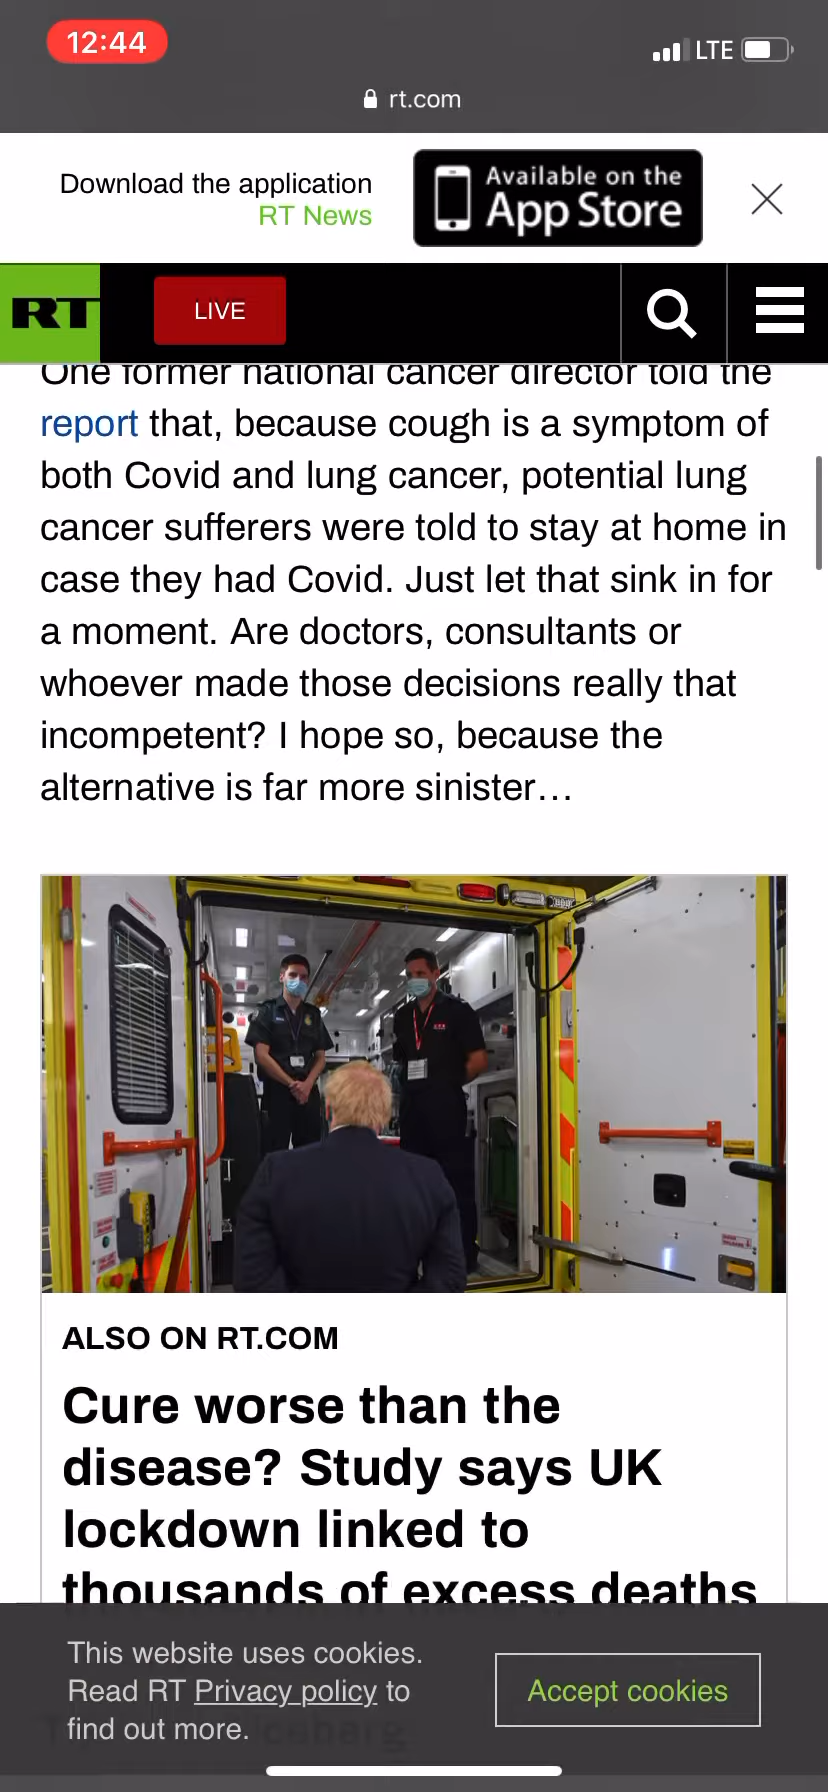 12:44
LTE
rt.com
Download the application
RT News
Available on the
App Store
RT
LIVE
One former national cancer director told the
report that, because cough is a symptom of
both Covid and lung cancer, potential lung
cancer sufferers were told to stay at home in
case they had Covid. Just let that sink in for
a moment. Are doctors, consultants or
whoever made those decisions really that
incompetent? I hope so, because the
alternative is far more sinister...
ALSO ON RT.COM
Cure worse than the
disease? Study says UK
lockdown linked to
thousands of excess deaths
This website uses cookies.
Read RT Privacy policy to
find out more.
Accept cookies